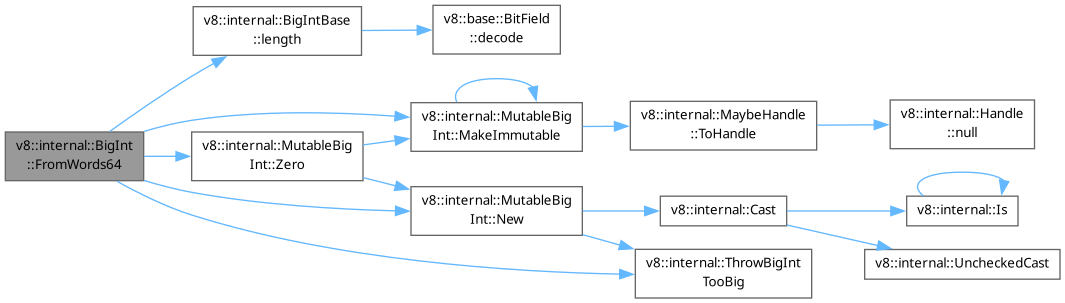 v8::internal::BigInt
::FromWords64
v8::internal::BigIntBase
::length
v8::base::BitField
::decode
v8::internal::MutableBig
Int::MakeImmutable
v8::internal::MaybeHandle
::ToHandle
v8::internal::Handle
::null
v8::internal::MutableBig
Int::Zero
v8::internal::MutableBig
Int::New
v8::internal::Cast
v8::internal::Is
v8::internal::UncheckedCast
v8::internal::ThrowBigInt
TooBig